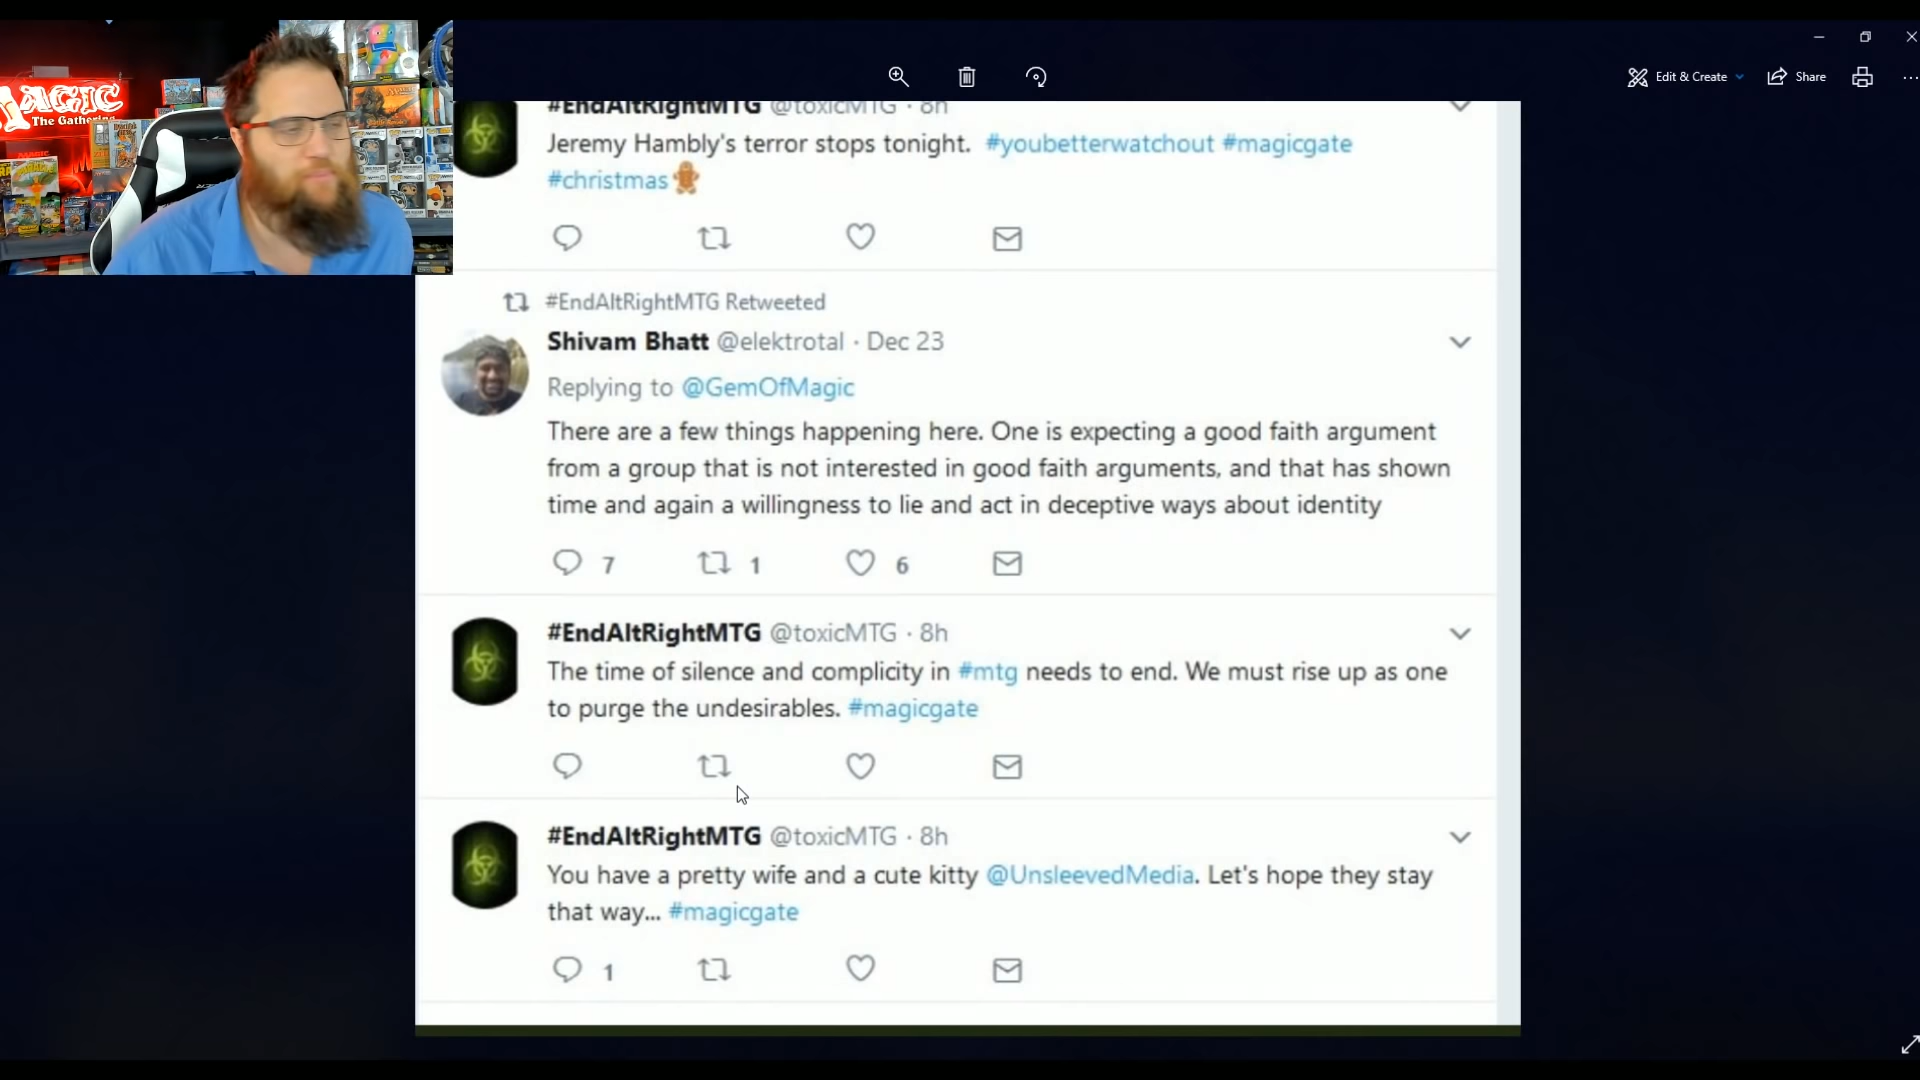 MAGIC
The Gathering
Edit & Create
Share
#EndAltRightMTG @toxicMTG · 8h
Jeremy Hambly's terror stops tonight. #youbetterwatchout #magicgate
#christmas
#EndAltRightMTG Retweeted
Shivam Bhatt @elektrotal · Dec 23
Replying to @GemOfMagic
There are a few things happening here. One is expecting a good faith argument
from a group that is not interested in good faith arguments, and that has shown
time and again a willingness to lie and act in deceptive ways about identity
7 1 6
#EndAltRightMTG @toxicMTG · 8h
The time of silence and complicity in #mtg needs to end. We must rise up as one
to purge the undesirables. #magicgate
#EndAltRightMTG @toxicMTG · 8h
You have a pretty wife and a cute kitty @UnsleevedMedia. Let's hope they stay
that way... #magicgate
1